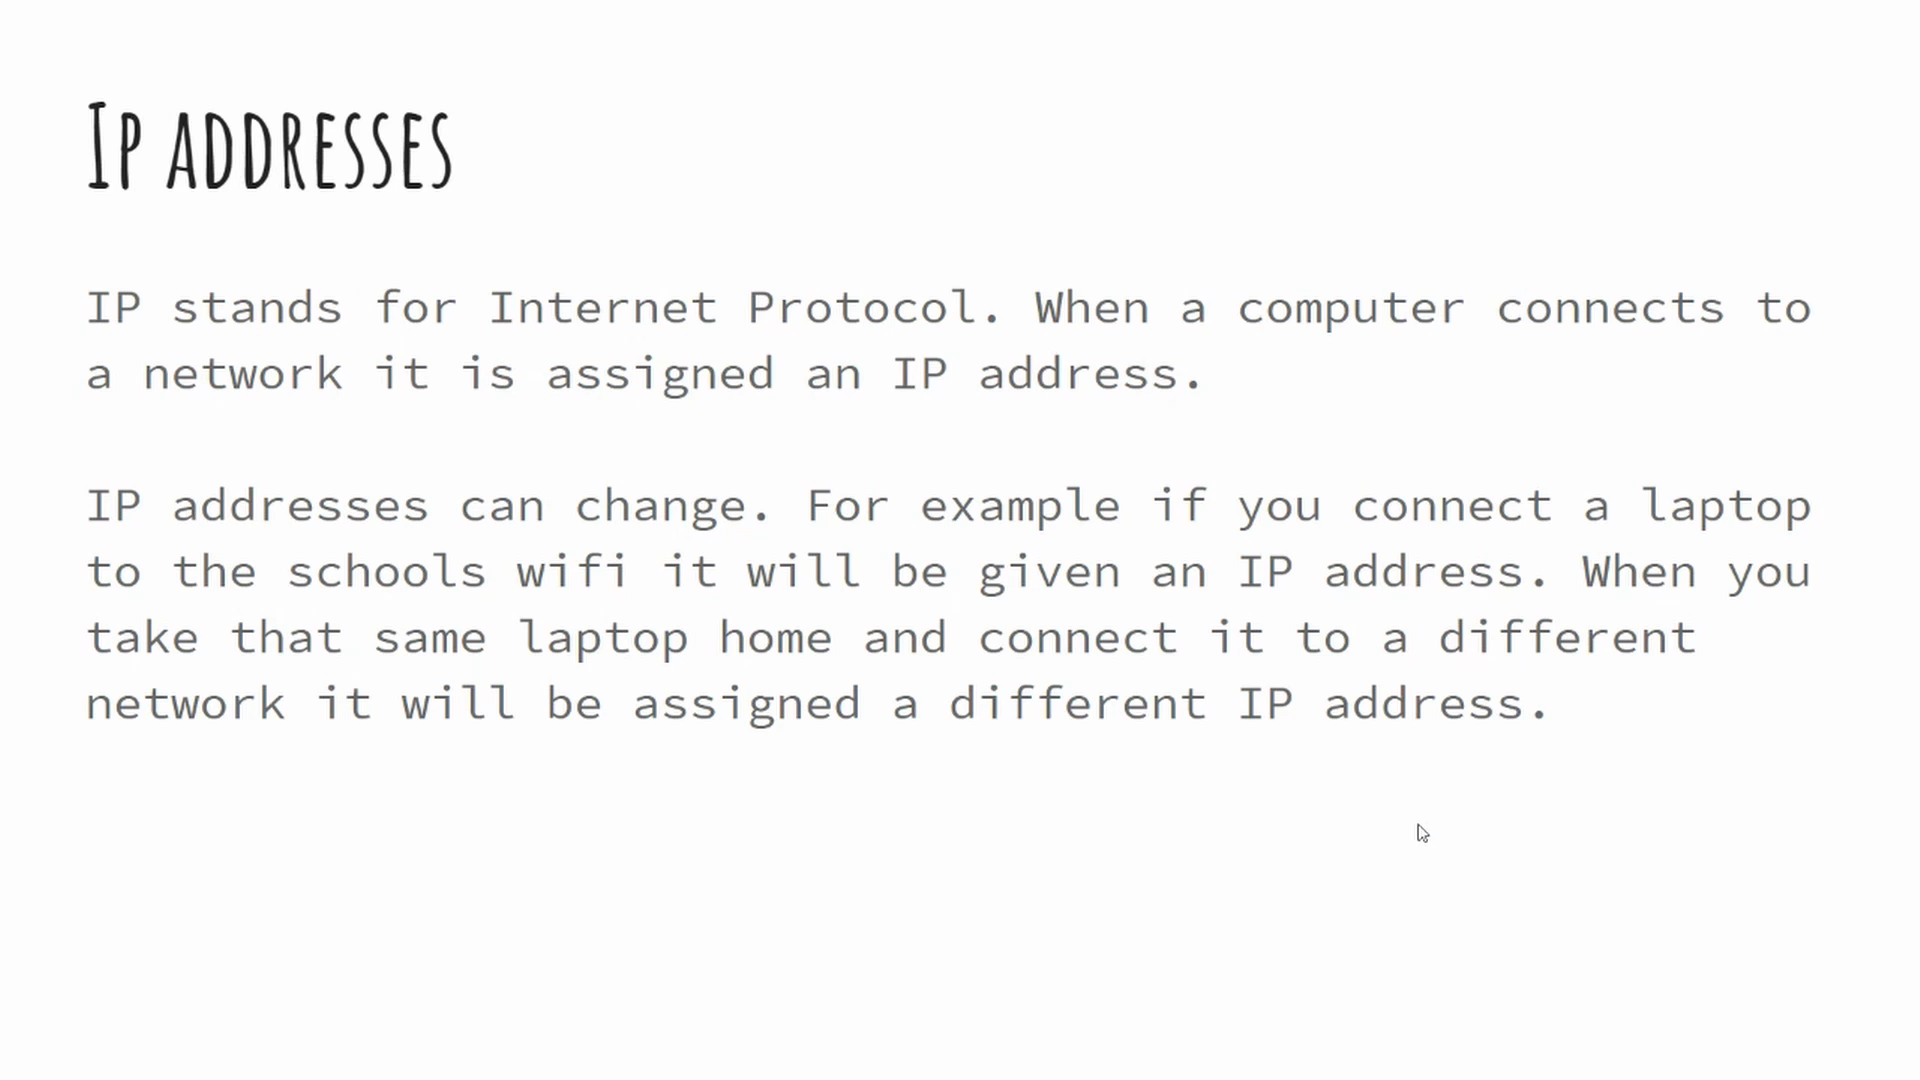 Ip addresses
IP stands for Internet Protocol. When a computer connects to
a network it is assigned an IP address.
IP addresses can change. For example if you connect a laptop
to the schools wifi it will be given an IP address. When you
take that same laptop home and connect it to a different
network it will be assigned a different IP address.